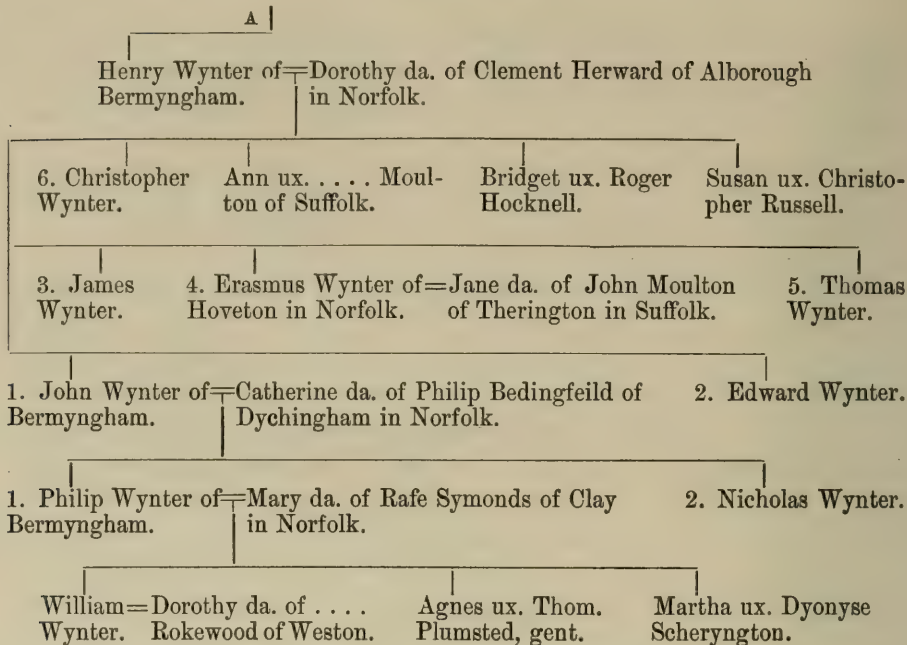 A
Henry Wynter of=Dorothy da. of Clement Herward of Alborough
Bermyngham. in Norfolk.
6. Christopher Ann ux. . . . . . Moul- Bridget ux. Roger Susan ux. Christo-
Wynter. ton of Suffolk. Hocknell. pher Russell.
3. James 4. Erasmus Wynter of=Jane da. of John Moulton 5. Thomas
Wynter. Hoveton in Norfolk. of Therington in Suffolk. Wynter.
1. John Wynter of=Catherine da. of Philip Bedingfeild of 2. Edward Wynter.
Bermyngham. Dychingham in Norfolk.
1. Philip Wynter of=Mary da. of Rafe Symonds of Clay 2. Nicholas Wynter.
Bermyngham. in Norfolk.
William=Dorothy da. of . . . . Agnes ux. Thom. Martha ux. Dyonyse
Wynter. Rokewood of Weston. Plumsted, gent. Scheryngton.